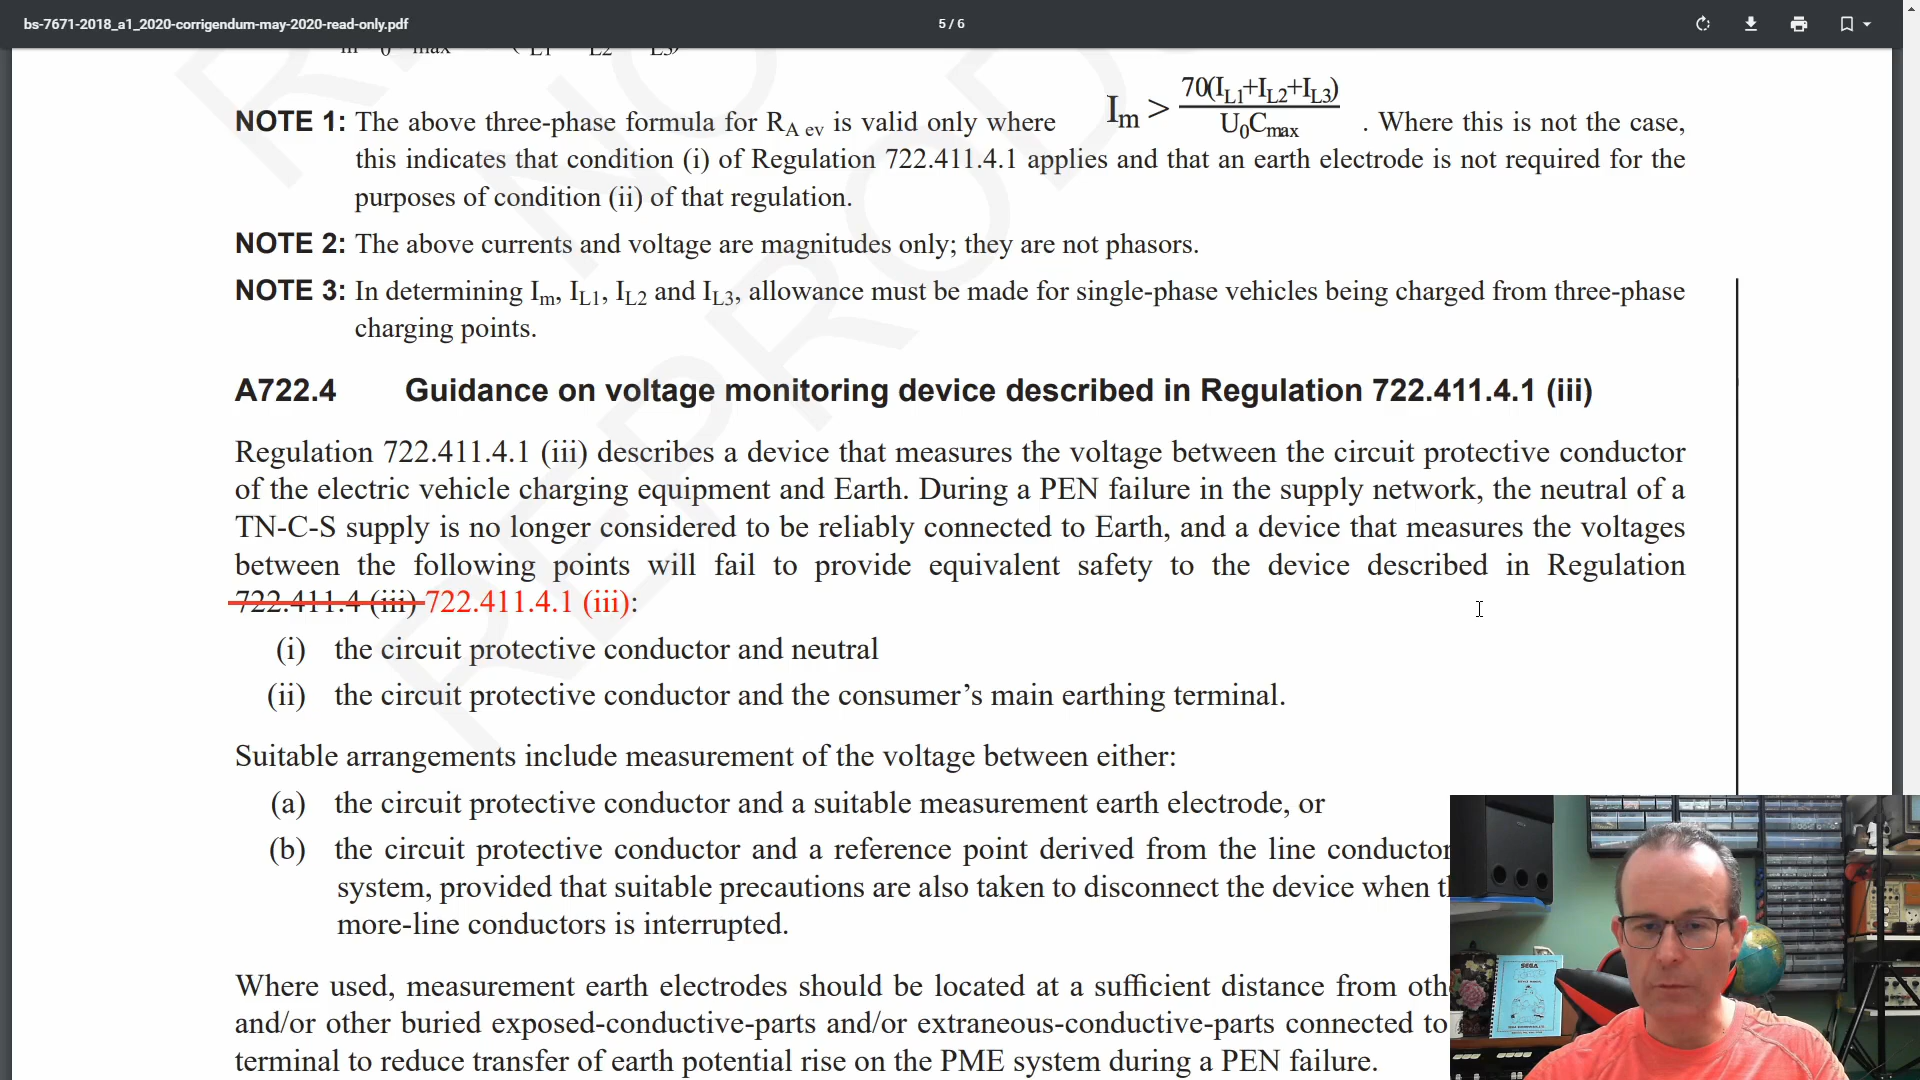 bs-7671-2018_a1_2020-corrigendum-may-2020-read-only.pdf
5 / 6
m 0 max ( L1 L2 L3)
NOTE 1: The above three-phase formula for RA ev is valid only where Im > 70(IL1+IL2+IL3) / U0Cmax . Where this is not the case,
this indicates that condition (i) of Regulation 722.411.4.1 applies and that an earth electrode is not required for the
purposes of condition (ii) of that regulation.
NOTE 2: The above currents and voltage are magnitudes only; they are not phasors.
NOTE 3: In determining Im, IL1, IL2 and IL3, allowance must be made for single-phase vehicles being charged from three-phase
charging points.
A722.4 Guidance on voltage monitoring device described in Regulation 722.411.4.1 (iii)
Regulation 722.411.4.1 (iii) describes a device that measures the voltage between the circuit protective conductor
of the electric vehicle charging equipment and Earth. During a PEN failure in the supply network, the neutral of a
TN-C-S supply is no longer considered to be reliably connected to Earth, and a device that measures the voltages
between the following points will fail to provide equivalent safety to the device described in Regulation
722.411.4 (iii) 722.411.4.1 (iii):
(i) the circuit protective conductor and neutral
(ii) the circuit protective conductor and the consumer’s main earthing terminal.
Suitable arrangements include measurement of the voltage between either:
(a) the circuit protective conductor and a suitable measurement earth electrode, or
(b) the circuit protective conductor and a reference point derived from the line conductor
system, provided that suitable precautions are also taken to disconnect the device when
more-line conductors is interrupted.
Where used, measurement earth electrodes should be located at a sufficient distance from
and/or other buried exposed-conductive-parts and/or extraneous-conductive-parts connected to
terminal to reduce transfer of earth potential rise on the PME system during a PEN failure.
SEGA